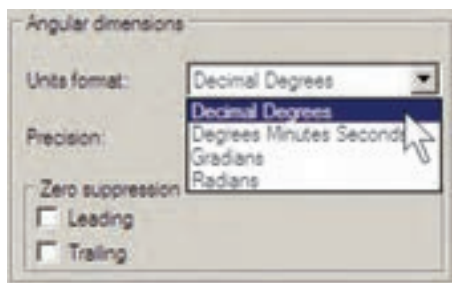 Angular dimensions
Units format:
Decimal Degrees
Decimal Degrees
Degrees Minutes Seconds
Precision:
Gradians
Radians
Zero suppression
Leading
Trailing